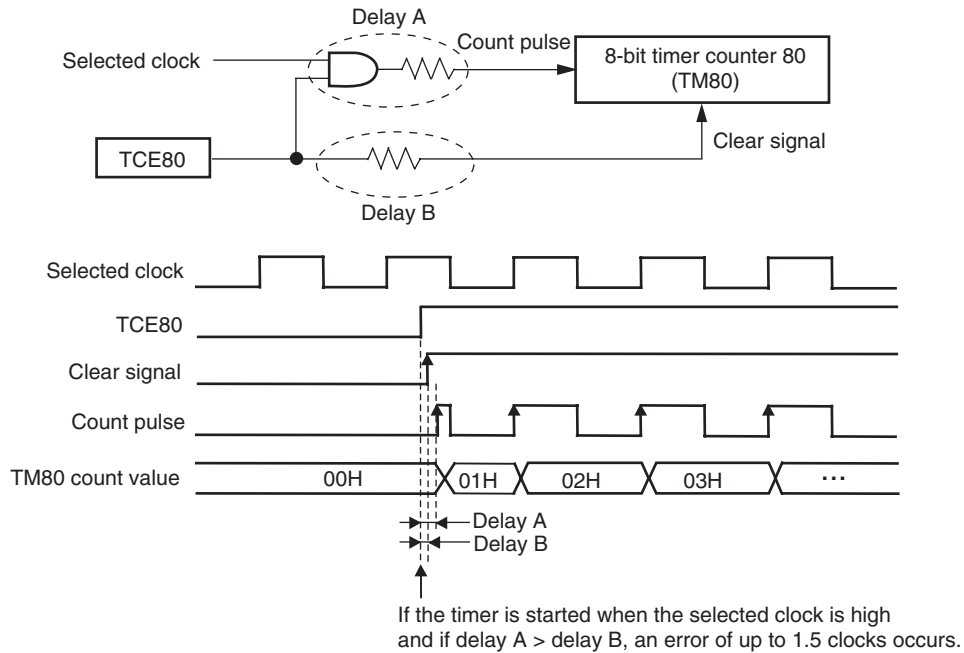 Delay A
Selected clock
Count pulse
8-bit timer counter 80
(TM80)
Clear signal
TCE80
Delay B
Selected clock
TCE80
Clear signal
Count pulse
TM80 count value
00H
01H
02H
03H
...
Delay A
Delay B
If the timer is started when the selected clock is high
and if delay A > delay B, an error of up to 1.5 clocks occurs.